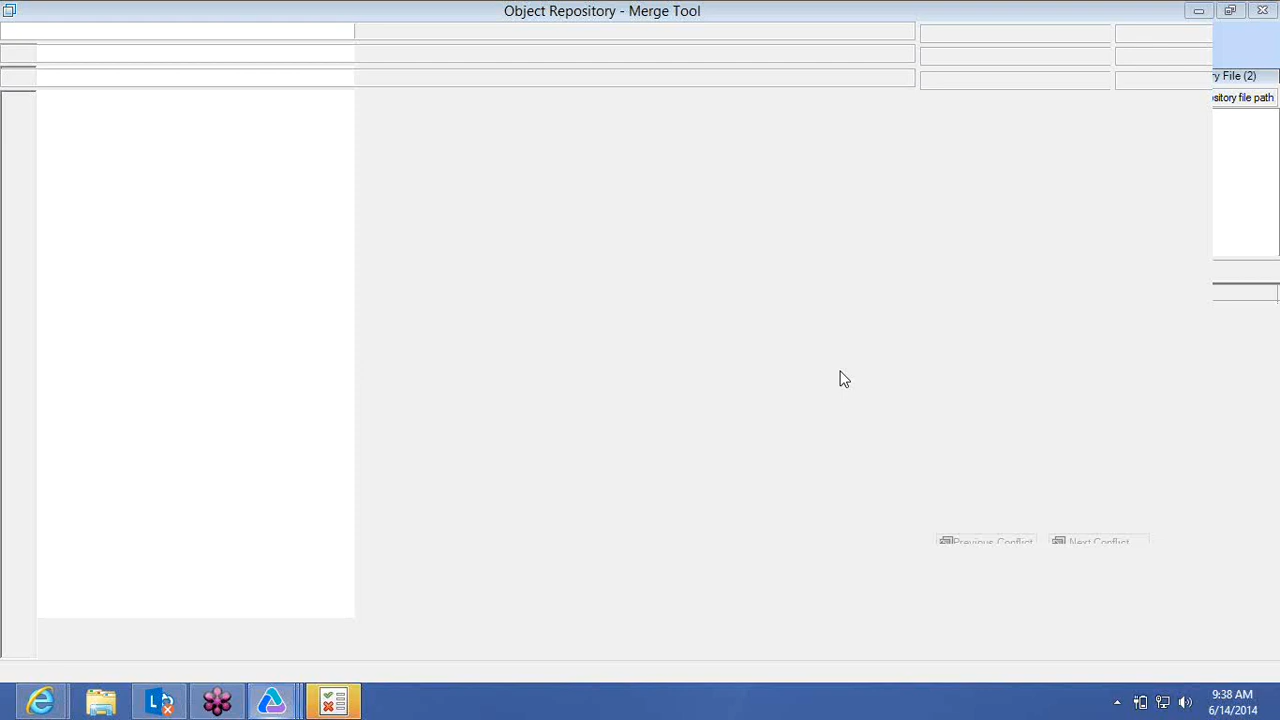 Object Repository - Merge Tool
ry File (2)
sitory file path
Previous Conflict
Next Conflict
9:38 AM
6/14/2014